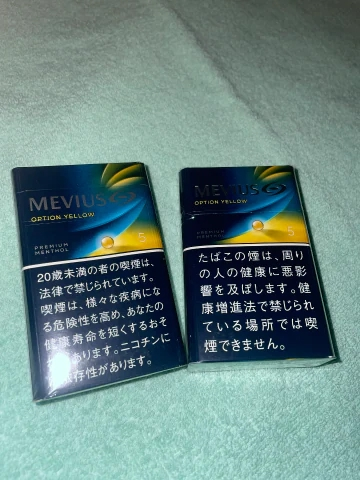 MEVIUS
OPTION YELLOW
PREMIUM
MENTHOL
5
20歳未満の者の喫煙は、
法律で禁じられています。
喫煙は、様々な疾病にな
る危険性を高め、あなたの
健康寿命を短くするおそ
れがあります。ニコチンに
は依存性があります。
MEVIUS
OPTION YELLOW
PREMIUM
MENTHOL
5
たばこの煙は、周り
の人の健康に悪影
響を及ぼします。健
康増進法で禁じられ
ている場所では喫
煙できません。